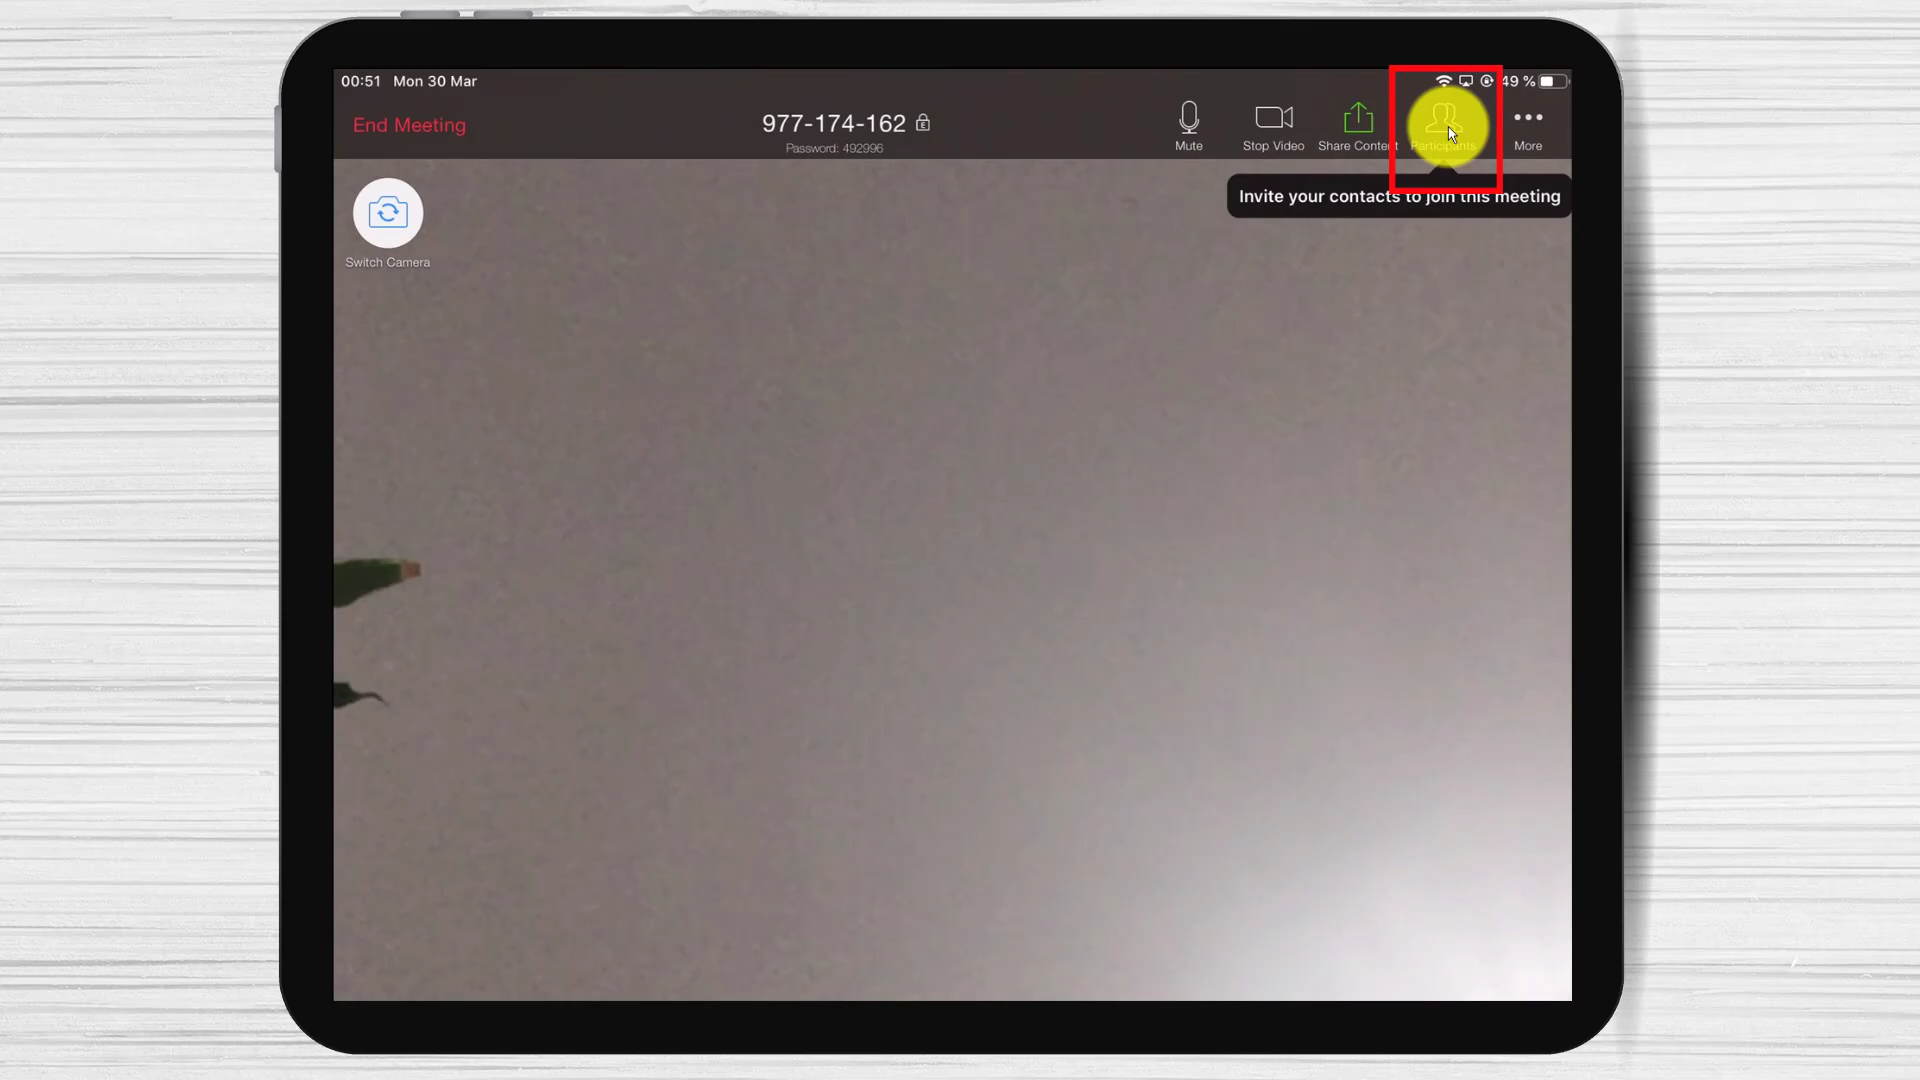 00:51 Mon 30 Mar
49 %
End Meeting
977-174-162
Password: 492996
Mute
Stop Video
Share Content
Participants
More
Invite your contacts to join this meeting
Switch Camera